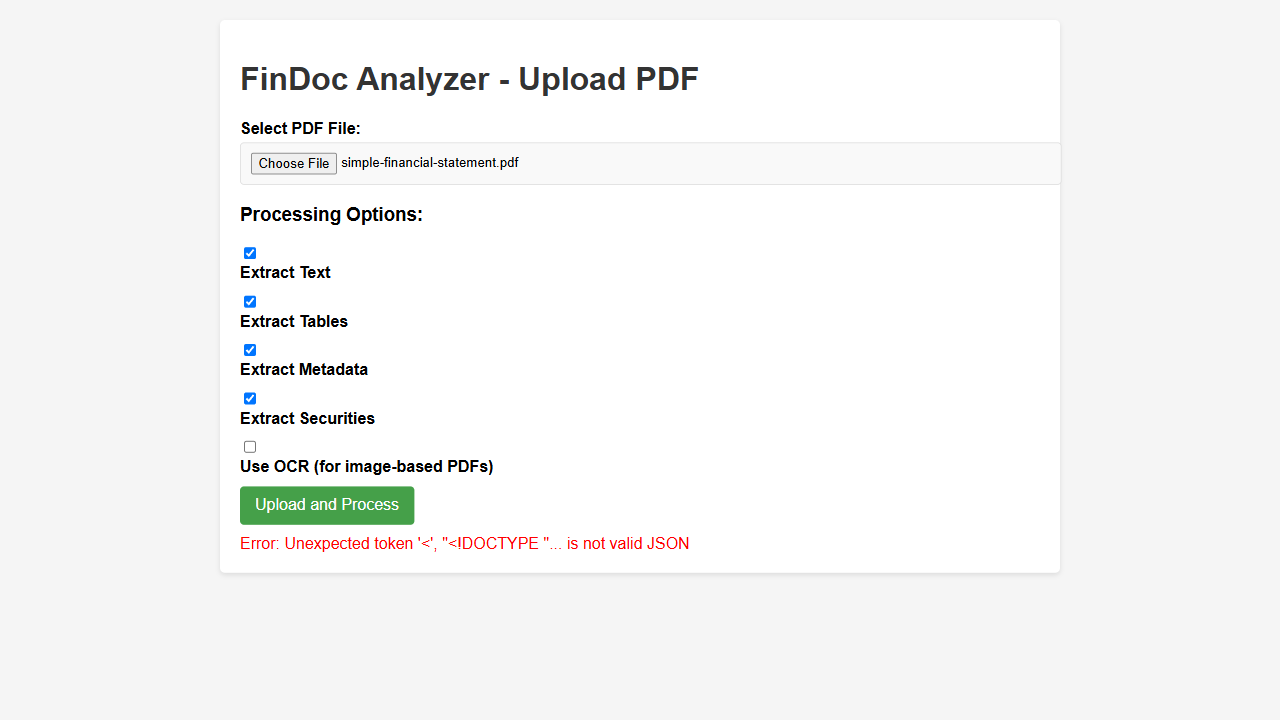 FinDoc Analyzer - Upload PDF
Select PDF File:
Choose File simple-financial-statement.pdf
Processing Options:
Extract Text
Extract Tables
Extract Metadata
Extract Securities
Use OCR (for image-based PDFs)
Upload and Process
Error: Unexpected token '<', "<!DOCTYPE "... is not valid JSON